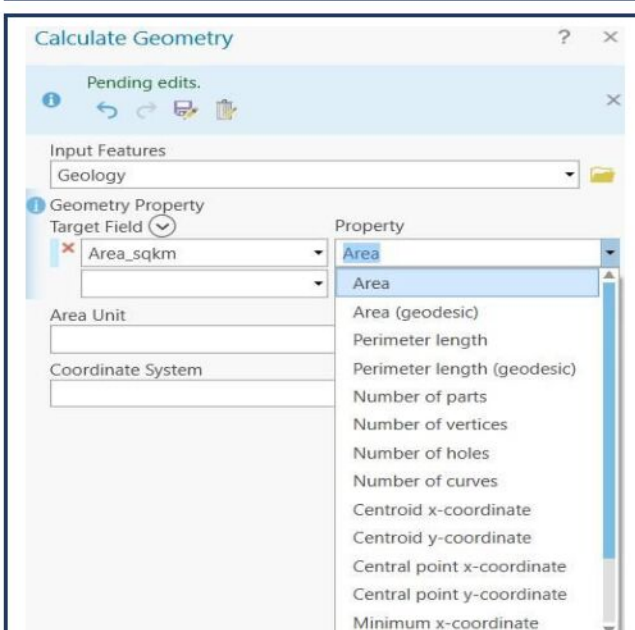 Calculate Geometry
Pending edits.
Input Features
Geology
Geometry Property
Target Field
Property
Area_sqkm
Area
Area
Area (geodesic)
Perimeter length
Perimeter length (geodesic)
Number of parts
Number of vertices
Number of holes
Number of curves
Centroid x-coordinate
Centroid y-coordinate
Central point x-coordinate
Central point y-coordinate
Minimum x-coordinate
Area Unit
Coordinate System